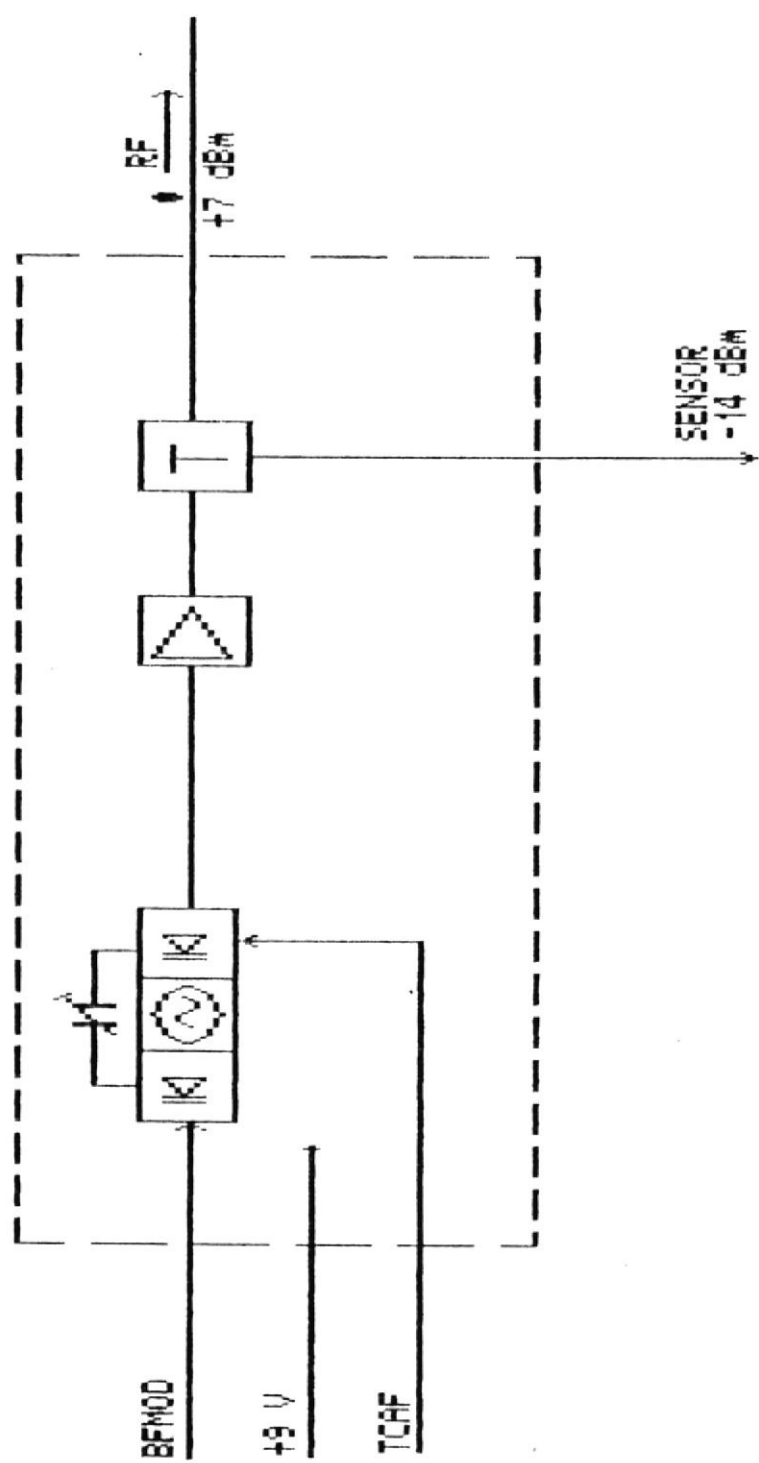 BFMOD
+9 V
TCAF
RF
+7 dBm
SENSOR
-14 dBm